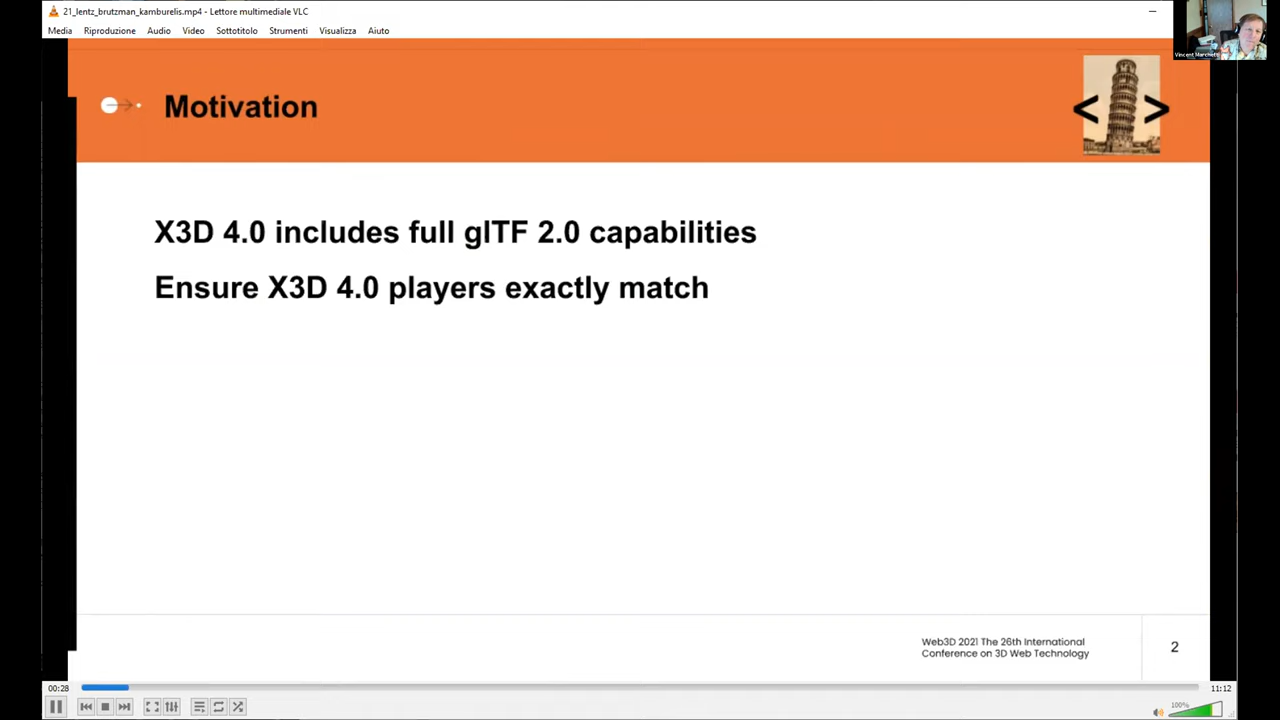 21_lentz_brutzman_kamburelis.mp4 - Lettore multimediale VLC
Media Riproduzione Audio Video Sottotitolo Strumenti Visualizza Aiuto
Vincent Marchetti
Motivation
< >
X3D 4.0 includes full glTF 2.0 capabilities
Ensure X3D 4.0 players exactly match
Web3D 2021 The 26th International
Conference on 3D Web Technology
2
00:28
11:12
100%